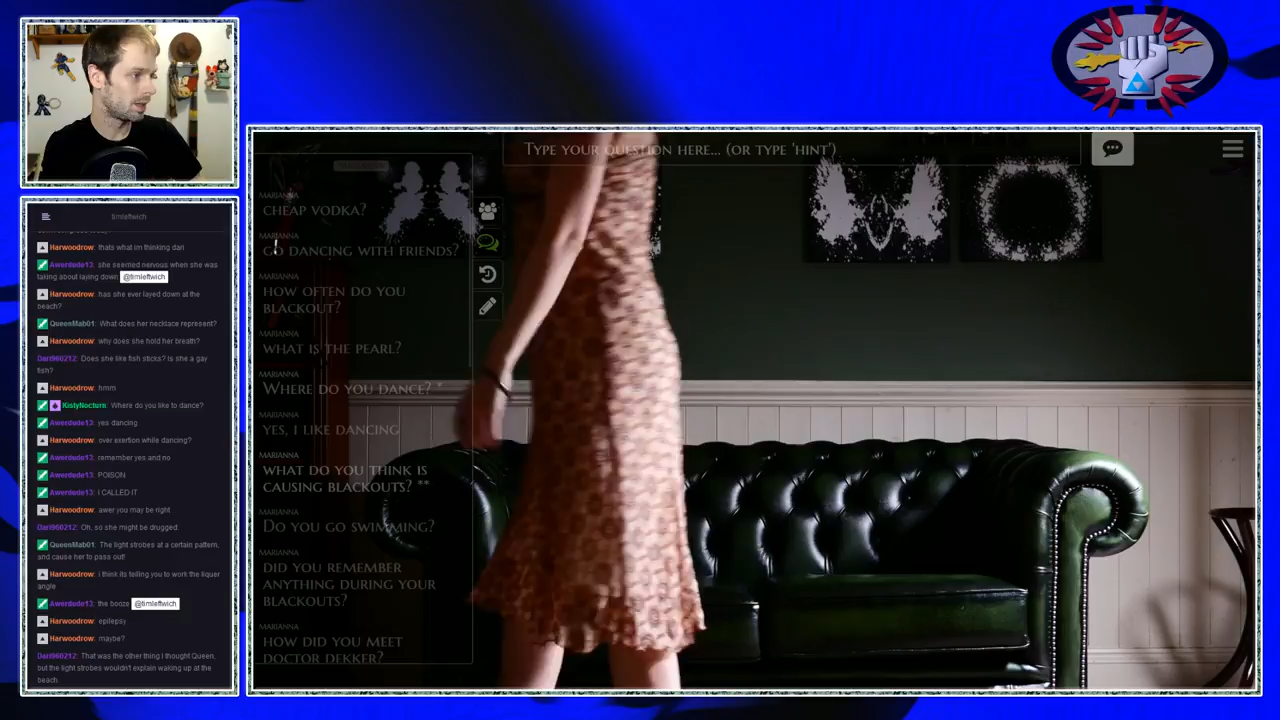 timleftwich
Harwoodrow: thats what im thinking dari
Awerdude13: she seemed nervous when she was
taking about laying down @timleftwich
Harwoodrow: has she ever layed down at the
beach?
QueenMab01: What does her necklace represent?
Harwoodrow: why does she hold her breath?
Dari960212: Does she like fish sticks? Is she a gay
fish?
Harwoodrow: hmm
KistyNocturn: Where do you like to dance?
Awerdude13: yes dancing
Harwoodrow: over exertion while dancing?
Awerdude13: remember yes and no
Awerdude13: POISON
Awerdude13: I CALLED IT
Harwoodrow: awer you may be right
Dari960212: Oh, so she might be drugged.
QueenMab01: The light strobes at a certain pattern,
and cause her to pass out!
Harwoodrow: i think its telling you to work the liquer
angle
Awerdude13: the booze @timleftwich
Harwoodrow: epilepsy
Harwoodrow: maybe?
Dari960212: That was the other thing I thought Queen,
but the light strobes wouldn't explain waking up at the
beach.
Type your question here... (or type 'hint')
MARIANNA
CHEAP VODKA?
MARIANNA
GO DANCING WITH FRIENDS?
MARIANNA
HOW OFTEN DO YOU
BLACKOUT?
MARIANNA
WHAT IS THE PEARL?
MARIANNA
WHERE DO YOU DANCE? *
MARIANNA
YES, I LIKE DANCING
MARIANNA
WHAT DO YOU THINK IS
CAUSING BLACKOUTS? **
MARIANNA
DO YOU GO SWIMMING?
MARIANNA
DID YOU REMEMBER
ANYTHING DURING YOUR
BLACKOUTS?
MARIANNA
HOW DID YOU MEET
DOCTOR DEKKER?